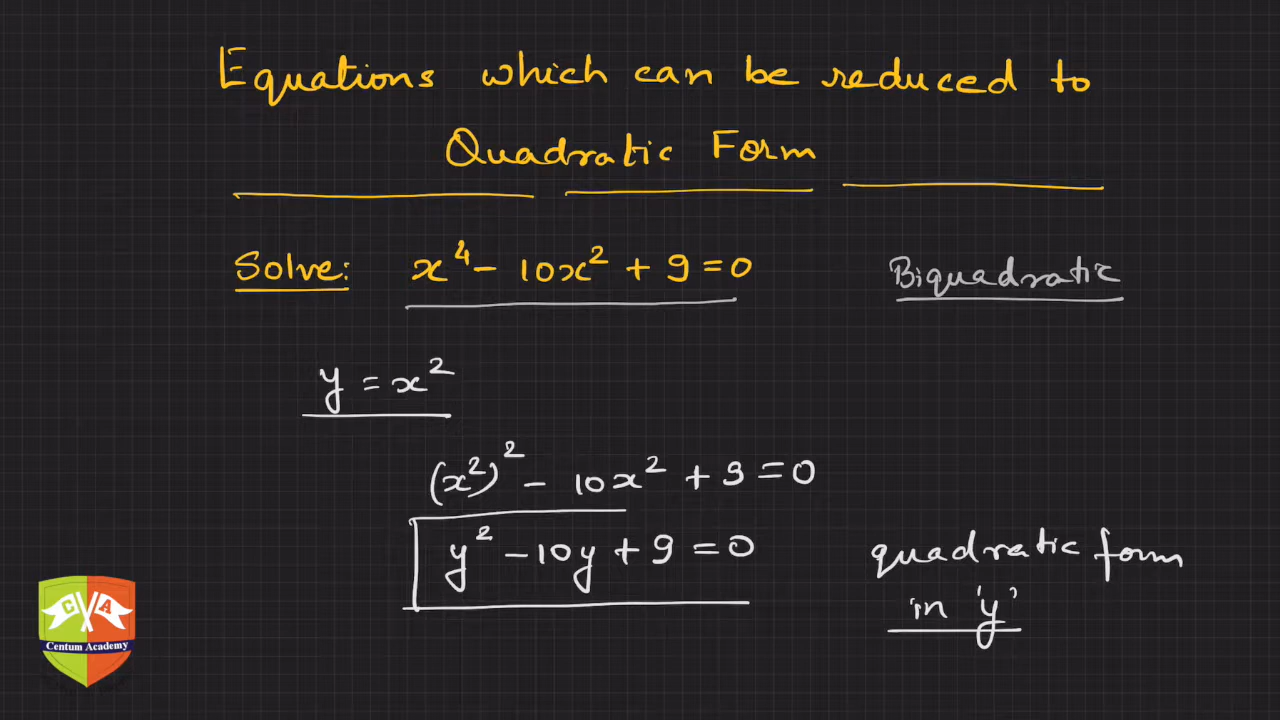 Equations which can be reduced to
Quadratic Form
Solve: x⁴ - 10x² + 9 = 0
Biquadratic
y = x²
(x²)² - 10x² + 9 = 0
y² - 10y + 9 = 0
quadratic form
in 'y'
C A
Centum Academy